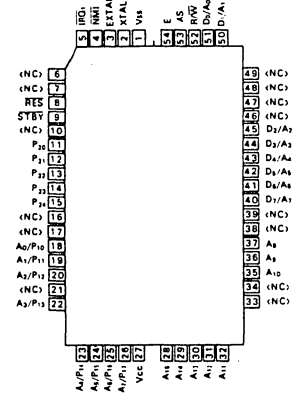 IRQ1 5
NMI 4
EXTAL 3
XTAL 2
Vss 1
E 54
AS 53
R/W 52
D0/A0 51
D1/A1 50
(NC) 6
(NC) 7
RES 8
STBY 9
(NC) 10
P20 11
P21 12
P22 13
P23 14
P24 15
(NC) 16
(NC) 17
A0/P10 18
A1/P11 19
A2/P12 20
(NC) 21
A3/P13 22
49 (NC)
48 (NC)
47 (NC)
46 (NC)
45 D2/A2
44 D3/A3
43 D4/A4
42 D5/A5
41 D6/A6
40 D7/A7
39 (NC)
38 (NC)
37 A8
36 A9
35 A10
34 (NC)
33 (NC)
A4/P14 23
A5/P15 24
A6/P16 25
A7/P17 26
Vcc 27
A15 28
A14 29
A13 30
A12 31
A11 32